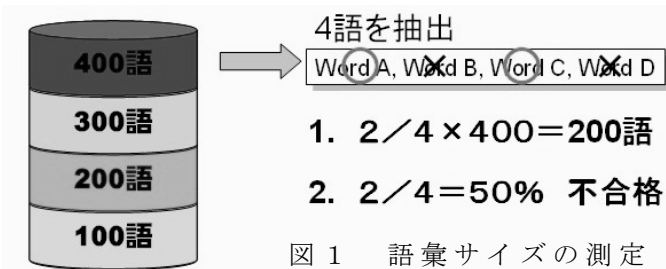 400語
300語
200語
100語
4語を抽出
Word A, Word B, Word C, Word D
1. 2/4×400=200語
2. 2/4=50% 不合格
図1 語彙サイズの測定